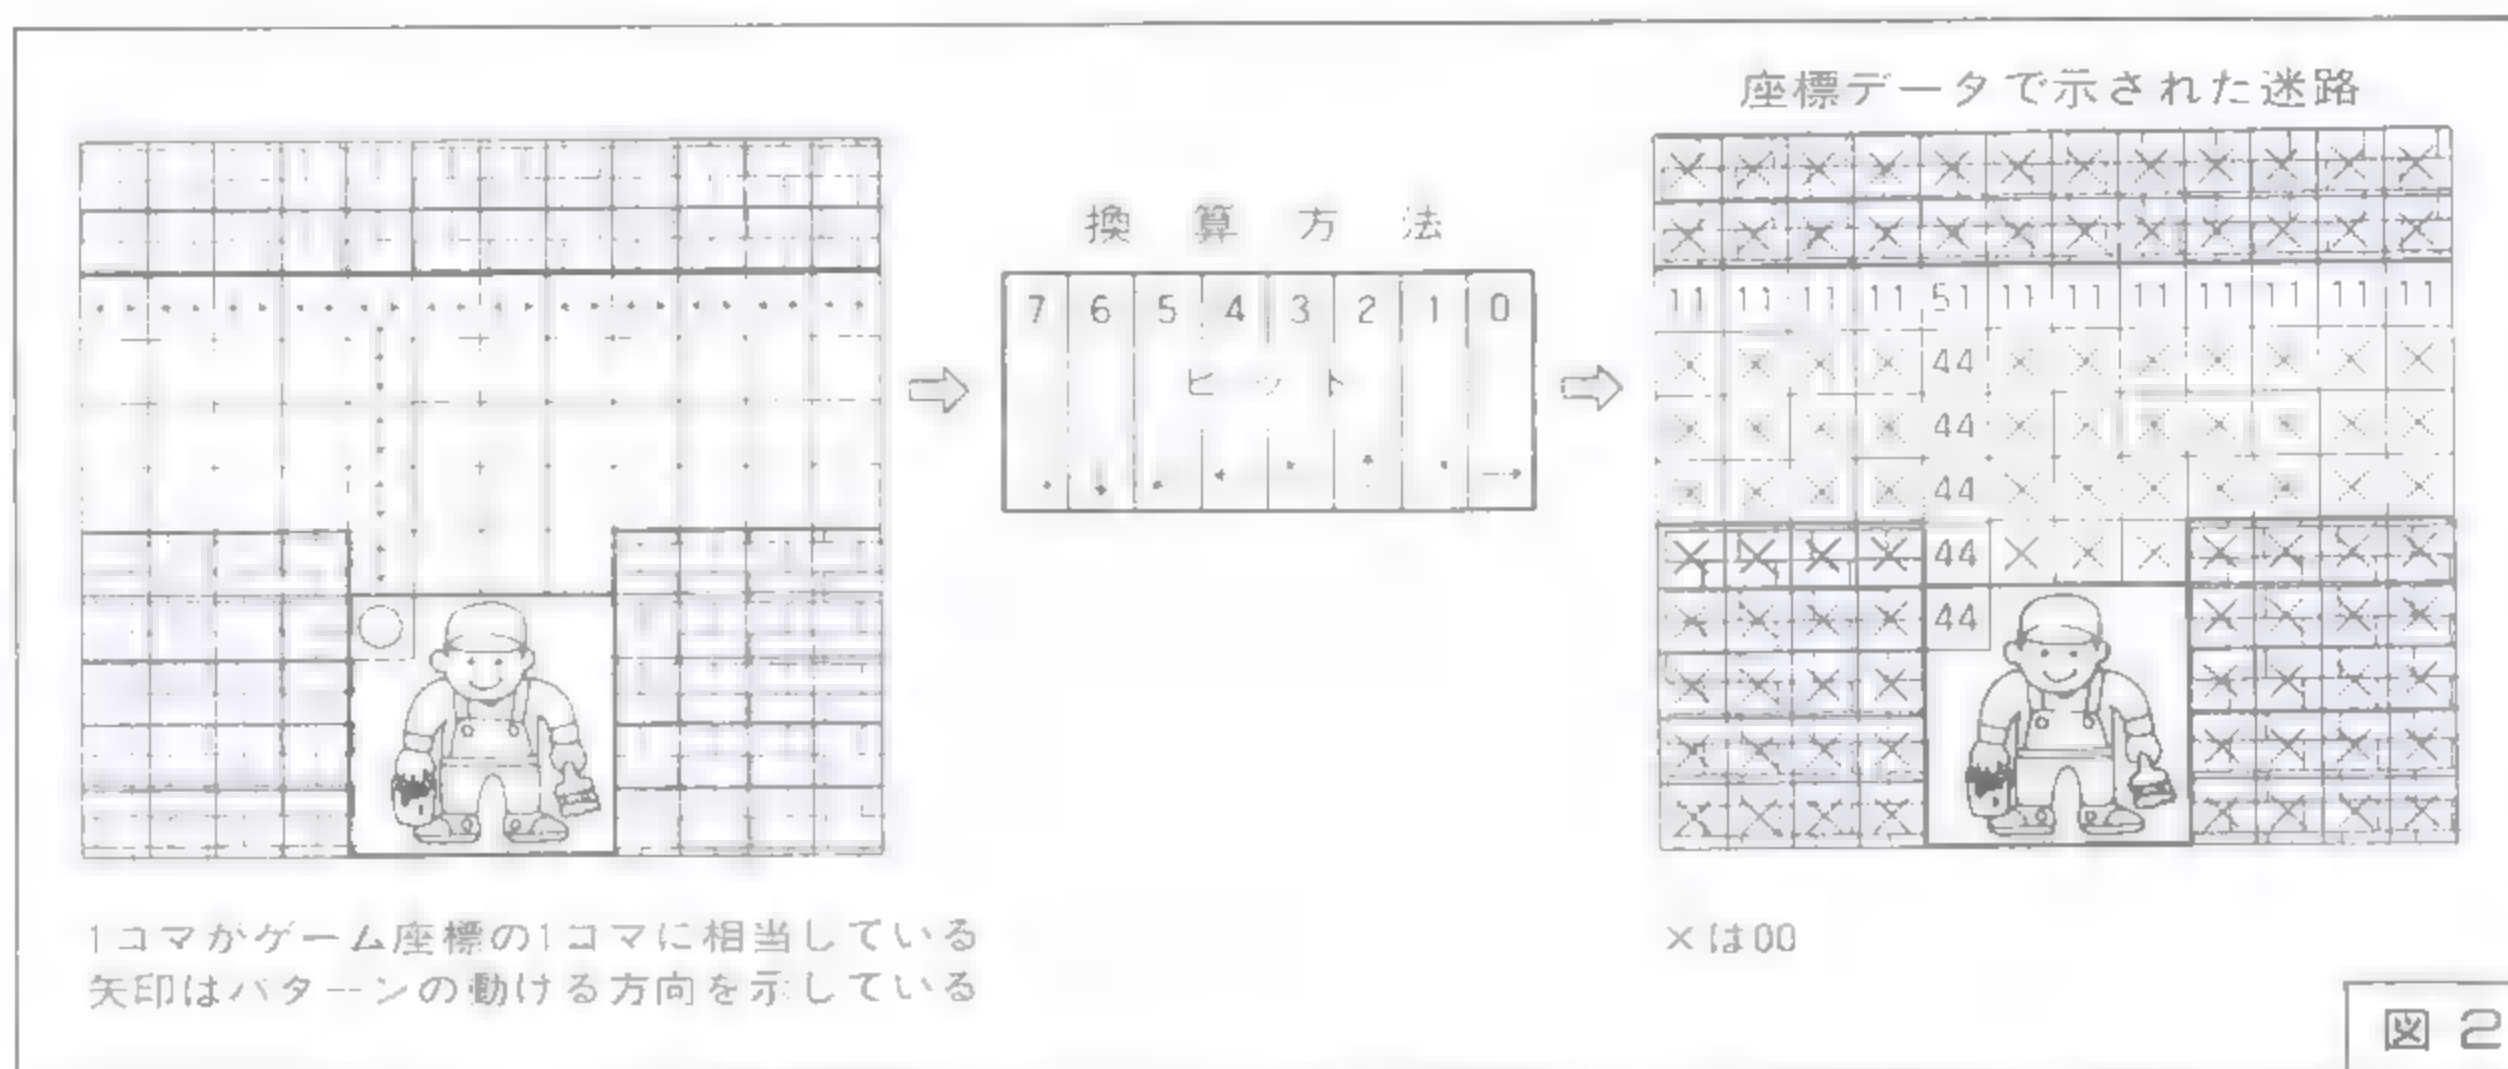 座標データで示された迷路
換算方法
7 6 5 4 3 2 1 0
ビット
× × × × × × × × × × × ×
× × × × × × × × × × × ×
11 11 11 11 51 11 11 11 11 11 11 11
× × × × 44 × × × × × × ×
× × × × 44 × × × × × × ×
× × × × 44 × × × × × × ×
× × × × 44 × × × × × × ×
× × × × 44 × × × ×
× × × × × × × ×
× × × × × × × ×
× × × × × × × ×
1コマがゲーム座標の1コマに相当している
矢印はパターンの動ける方向を示している
×は00
図2